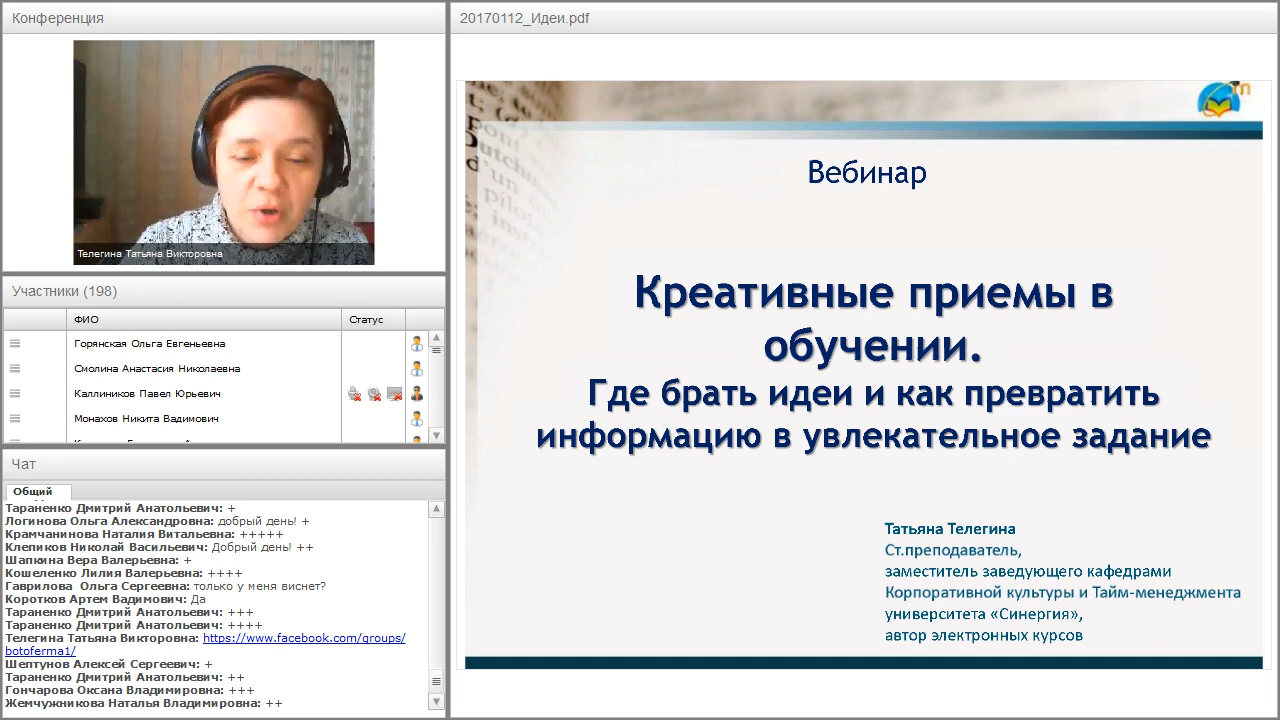 Конференция
Телегина Татьяна Викторовна
Участники (198)
ФИО
Статус
Горянская Ольга Евгеньевна
Смолина Анастасия Николаевна
Каллиников Павел Юрьевич
Монахов Никита Вадимович
Чат
Общий
Тараненко Дмитрий Анатольевич: +
Логинова Ольга Александровна: добрый день! +
Крамчанинова Наталия Витальевна: +++++
Клепиков Николай Васильевич: Добрый день! ++
Шапкина Вера Валерьевна: +
Кошеленко Лилия Валерьевна: ++++
Гаврилова Ольга Сергеевна: только у меня виснет?
Коротков Артем Вадимович: Да
Тараненко Дмитрий Анатольевич: +++
Тараненко Дмитрий Анатольевич: ++++
Телегина Татьяна Викторовна: https://www.facebook.com/groups/
botoferma1/
Шептунов Алексей Сергеевич: +
Тараненко Дмитрий Анатольевич: ++
Гончарова Оксана Владимировна: +++
Жемчужникова Наталья Владимировна: ++
20170112_Идеи.pdf
Вебинар
Креативные приемы в
обучении.
Где брать идеи и как превратить
информацию в увлекательное задание
Татьяна Телегина
Ст.преподаватель,
заместитель заведующего кафедрами
Корпоративной культуры и Тайм-менеджмента
университета «Синергия»,
автор электронных курсов